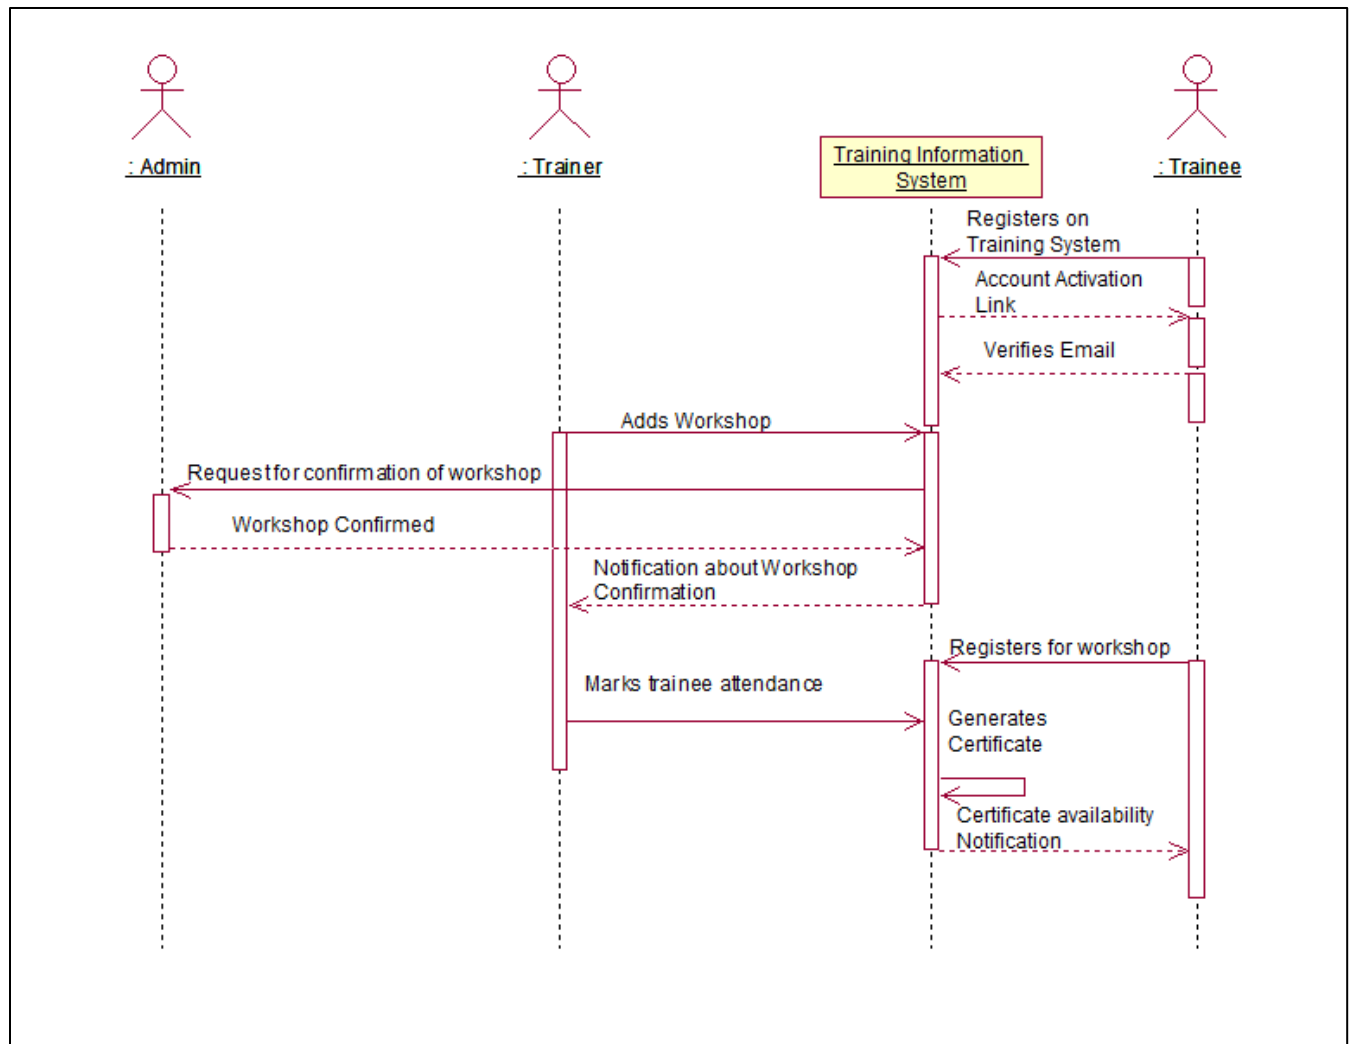 : Admin
: Trainer
Training Information
System
: Trainee
Registers on
Training System
Account Activation
Link
Verifies Email
Adds Workshop
Request for confirmation of workshop
Workshop Confirmed
Notification about Workshop
Confirmation
Registers for workshop
Marks trainee attendance
Generates
Certificate
Certificate availability
Notification